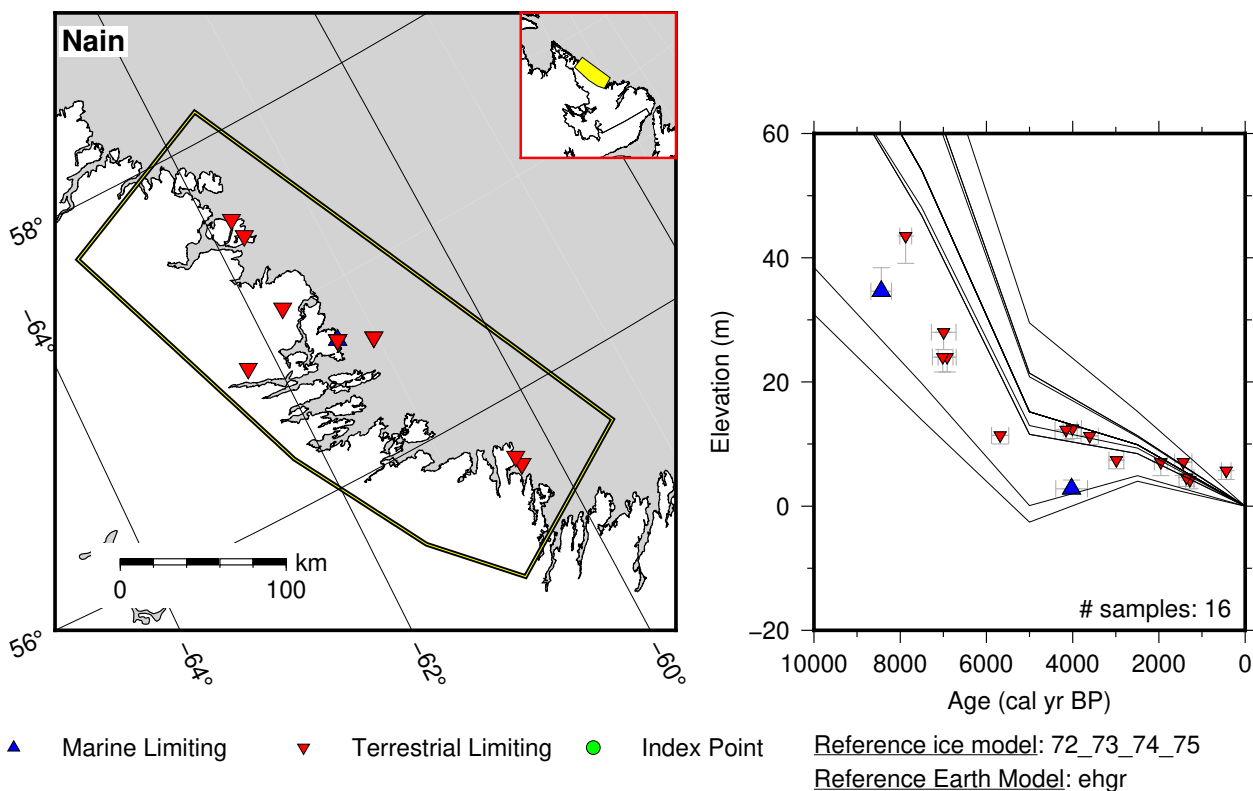 Nain
58°
−64°
56°
−64°
−62°
−60°
km
0 100
60
40
20
0
−20
Elevation (m)
# samples: 16
10000 8000 6000 4000 2000 0
Age (cal yr BP)
Marine Limiting Terrestrial Limiting Index Point
Reference ice model: 72_73_74_75
Reference Earth Model: ehgr